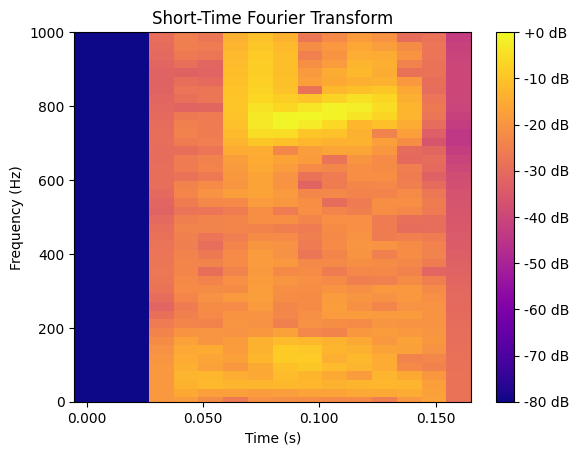 Short-Time Fourier Transform
1000
800
600
400
200
0
Frequency (Hz)
0.000
0.050
0.100
0.150
Time (s)
+0 dB
-10 dB
-20 dB
-30 dB
-40 dB
-50 dB
-60 dB
-70 dB
-80 dB